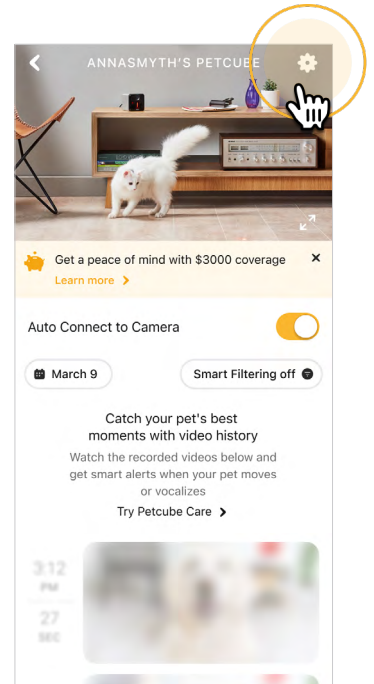 ANNASMYTH'S PETCUBE
Get a peace of mind with $3000 coverage
Learn more
Auto Connect to Camera
March 9
Smart Filtering off
Catch your pet's best
moments with video history
Watch the recorded videos below and
get smart alerts when your pet moves
or vocalizes
Try Petcube Care
3:12
PM
27
SEC